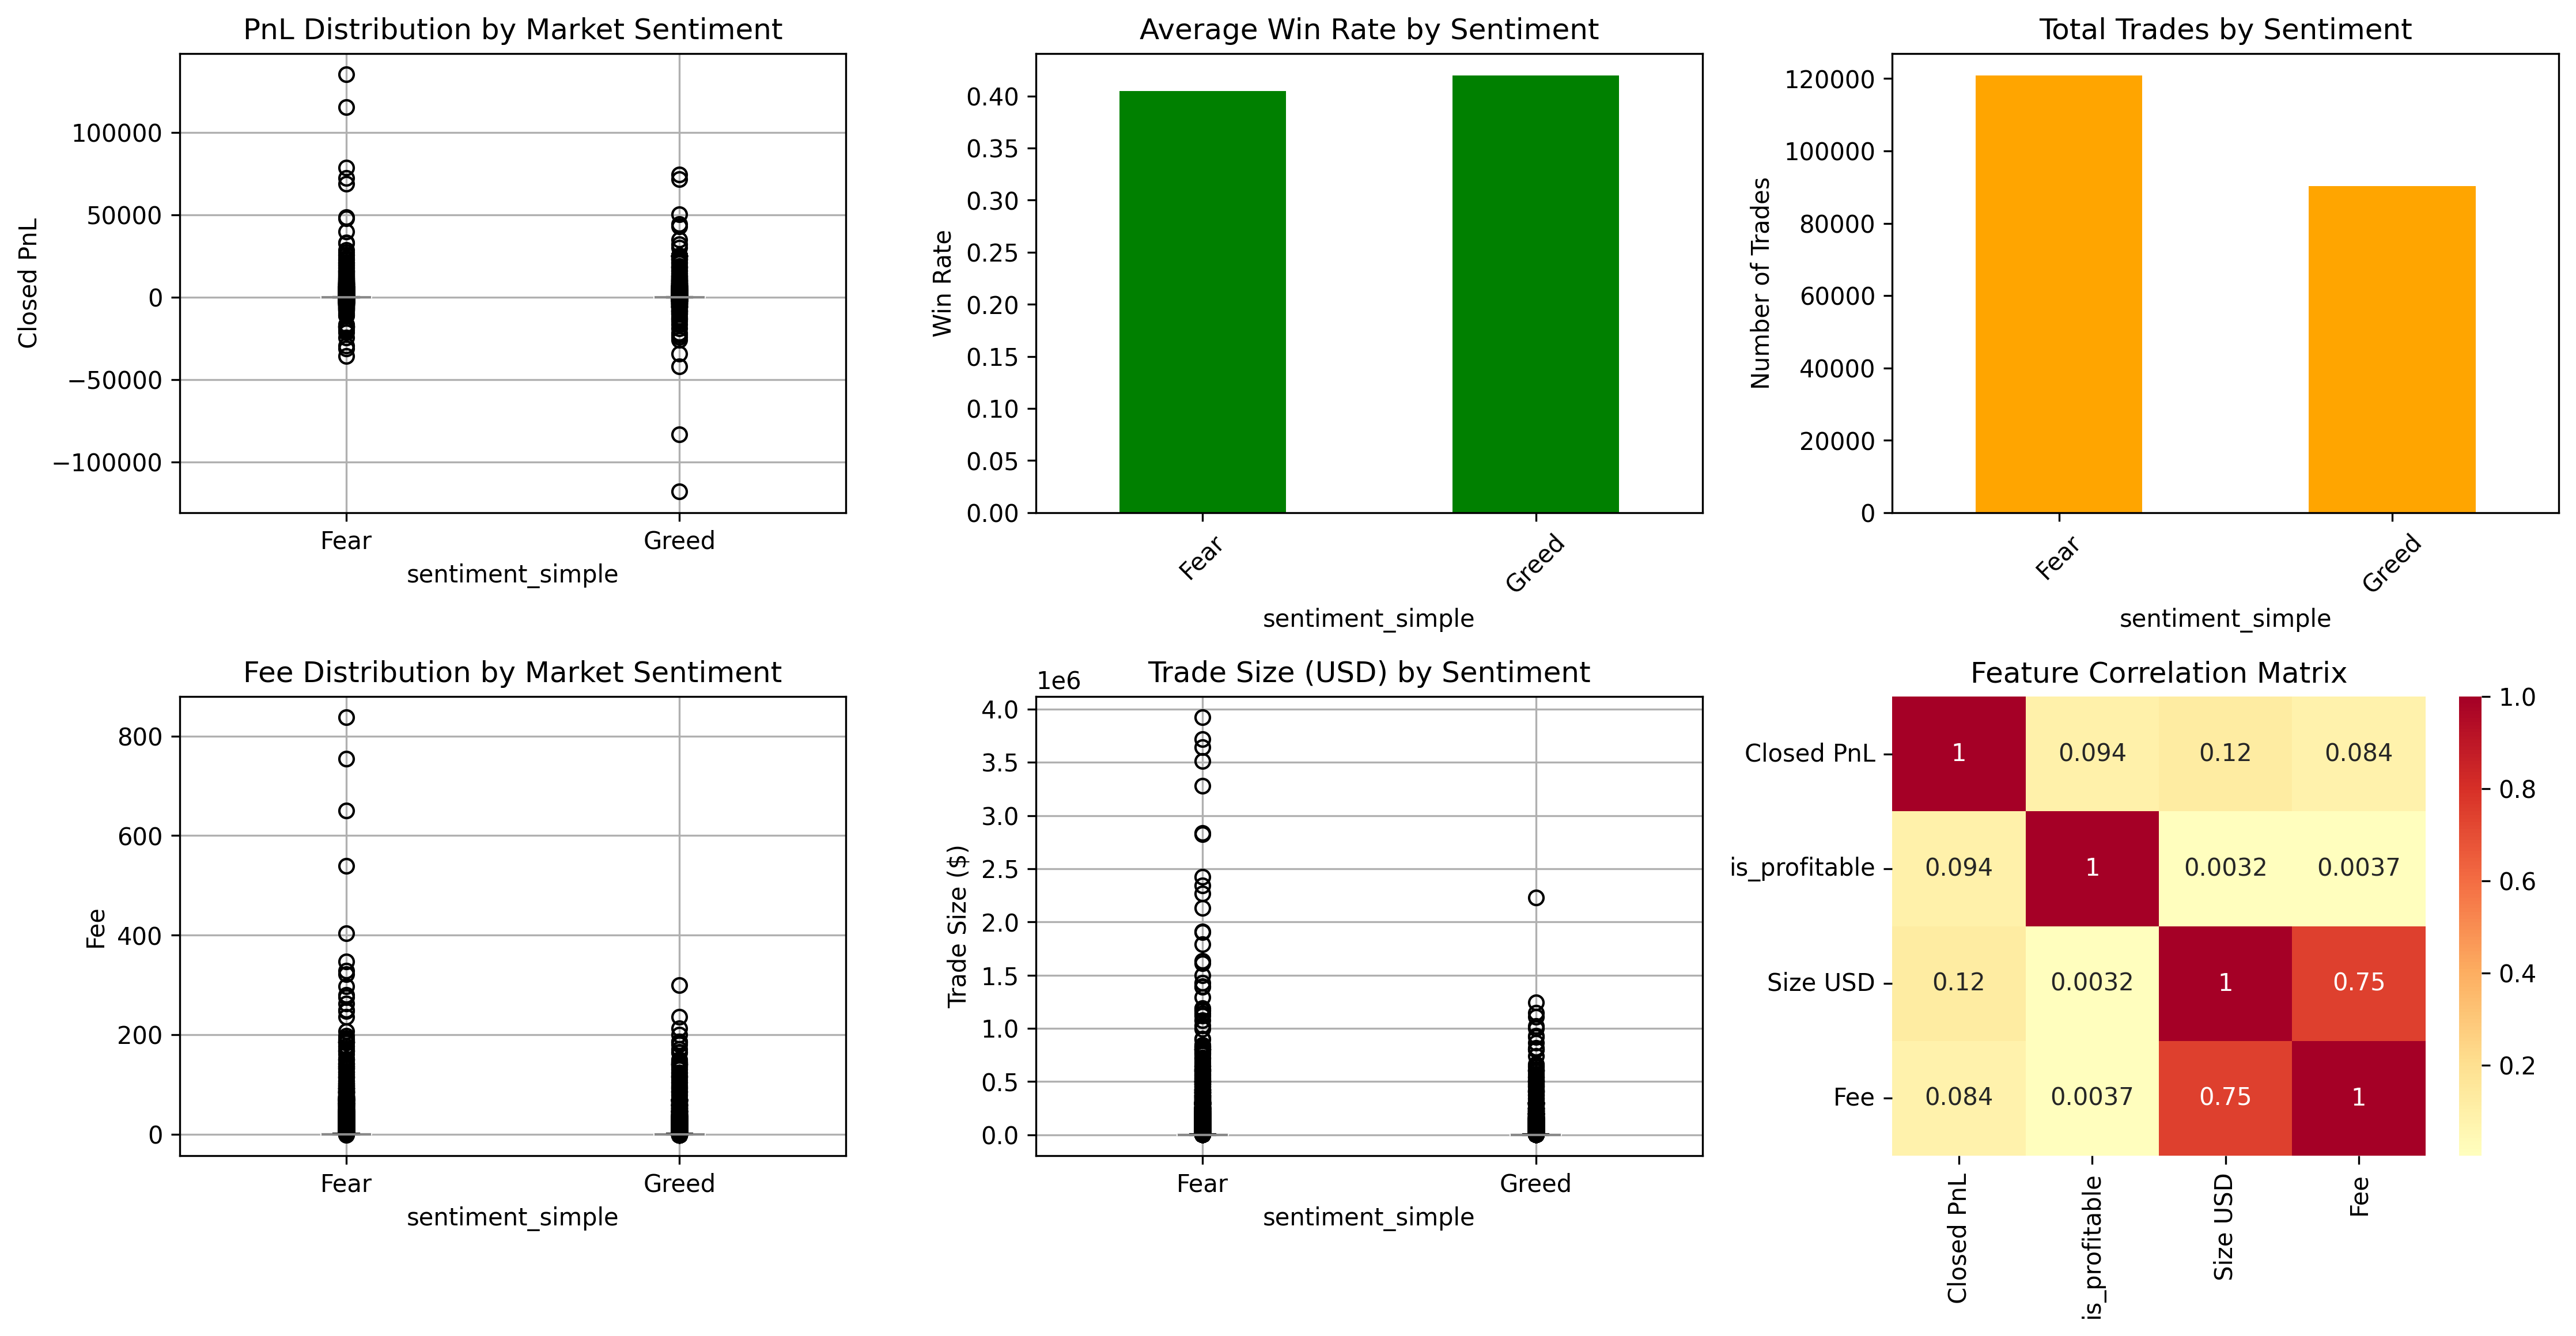 PnL Distribution by Market Sentiment
Closed PnL
100000
50000
0
−50000
−100000
Fear
Greed
sentiment_simple
Average Win Rate by Sentiment
Win Rate
0.40
0.35
0.30
0.25
0.20
0.15
0.10
0.05
0.00
Fear
Greed
sentiment_simple
Total Trades by Sentiment
Number of Trades
120000
100000
80000
60000
40000
20000
0
Fear
Greed
sentiment_simple
Fee Distribution by Market Sentiment
Fee
800
600
400
200
0
Fear
Greed
sentiment_simple
Trade Size (USD) by Sentiment
1e6
Trade Size ($)
4.0
3.5
3.0
2.5
2.0
1.5
1.0
0.5
0.0
Fear
Greed
sentiment_simple
Feature Correlation Matrix
Closed PnL 1 0.094 0.12 0.084
is_profitable 0.094 1 0.0032 0.0037
Size USD 0.12 0.0032 1 0.75
Fee 0.084 0.0037 0.75 1
Closed PnL
is_profitable
Size USD
Fee
1.0
0.8
0.6
0.4
0.2